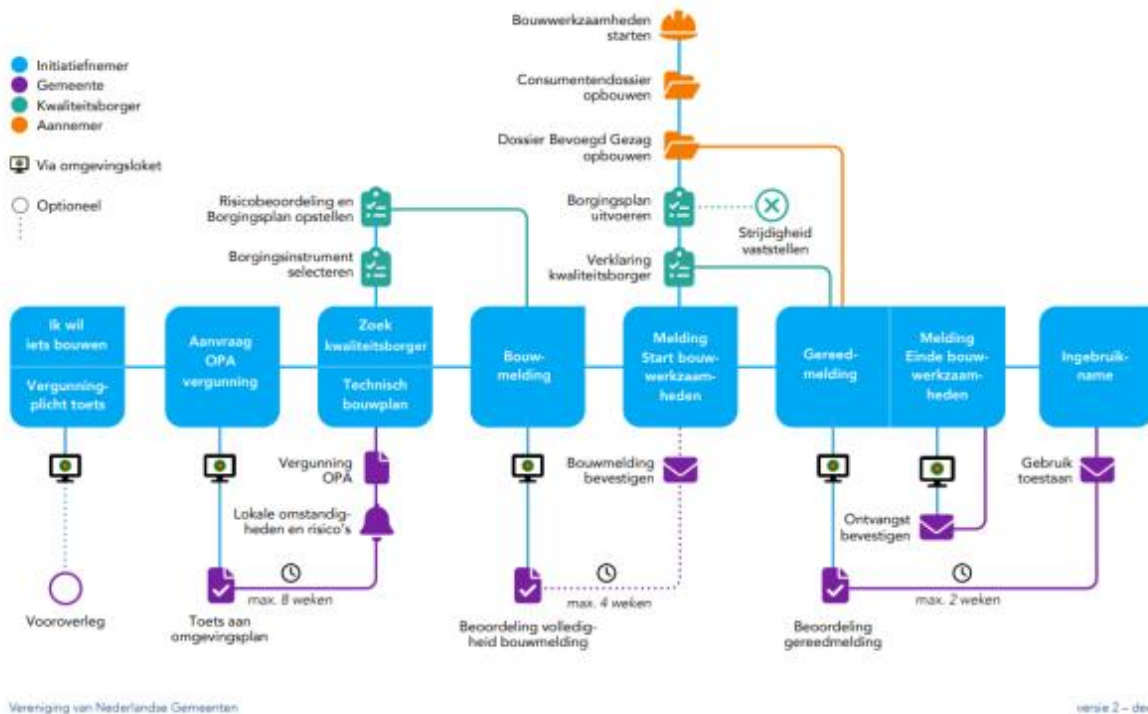 Initiatiefnemer
Gemeente
Kwaliteitsborger
Aannemer
Via omgevingsloket
Optioneel
Bouwwerkzaamheden
starten
Consumentendossier
opbouwen
Dossier Bevoegd Gezag
opbouwen
Risicobeoordeling en
Borgingsplan opstellen
Borgingsplan
uitvoeren
Strijdigheid
vaststellen
Borgingsinstrument
selecteren
Verklaring
kwaliteitsborger
Ik wil
iets bouwen
Vergunning-
plicht toets
Aanvraag
OPA
vergunning
Zoek
kwaliteitsborger
Technisch
bouwplan
Bouw-
melding
Melding
Start bouw-
werkzaam-
heden
Gereed-
melding
Melding
Einde bouw-
werkzaam-
heden
Ingebruik-
name
Vergunning
OPA
Lokale omstandig-
heden en risico's
Bouwmelding
bevestigen
Ontvangst
bevestigen
Gebruik
toestaan
max. 8 weken
max. 4 weken
max. 2 weken
Vooroverleg
Toets aan
omgevingsplan
Beoordeling volledig-
heid bouwmelding
Beoordeling
gereedmelding
Vereniging van Nederlandse Gemeenten
versie 2 – dec